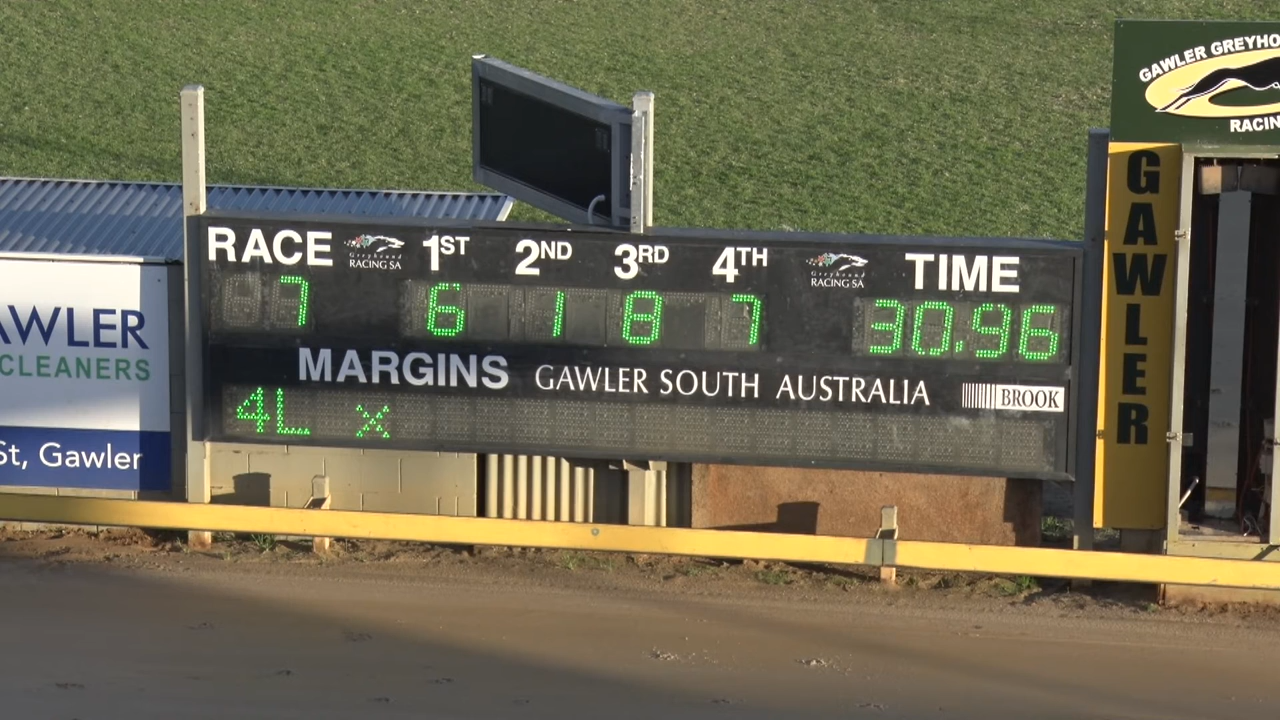 GAWLER GREYHO
RACIN
RACE Greyhound RACING SA 1ST 2ND 3RD 4TH Greyhound RACING SA TIME
7 6 1 8 7 30.96
MARGINS GAWLER SOUTH AUSTRALIA BROOK
4L x
AWLER
CLEANERS
St, Gawler
GAWLER